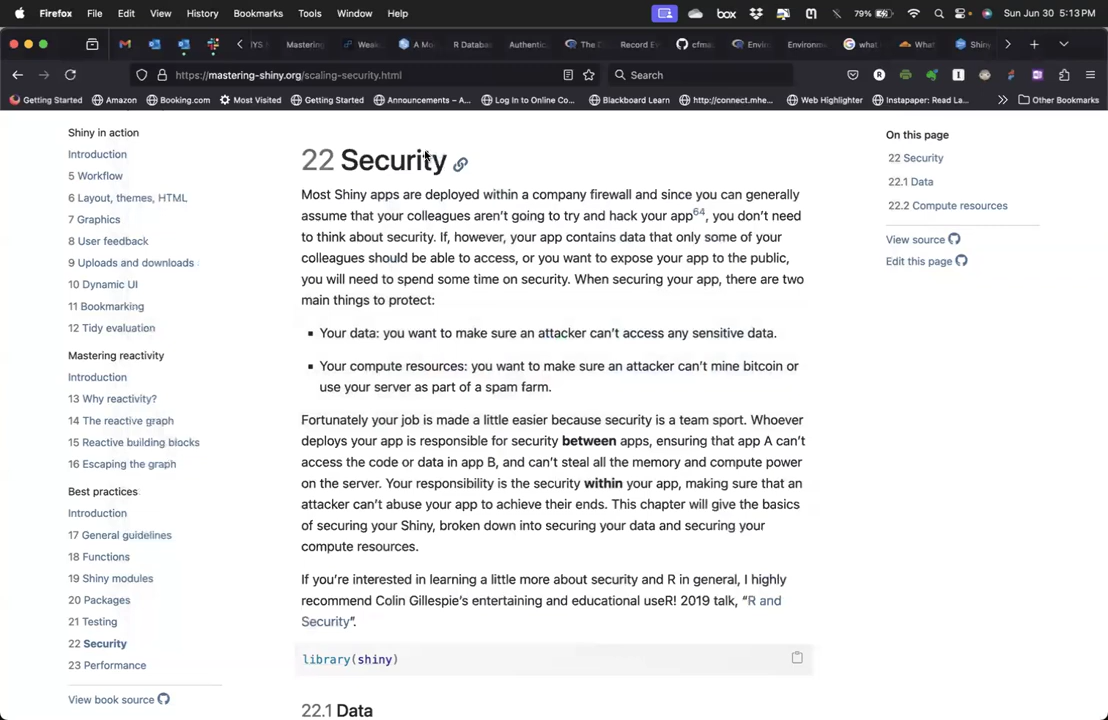 Firefox File Edit View History Bookmarks Tools Window Help
box 79% Sun Jun 30 5:13 PM
iYS Mastering Weak A Mo R Databa Authentic The D Record E cfma Envir Environm what What Shiny
https://mastering-shiny.org/scaling-security.html Search
Getting Started Amazon Booking.com Most Visited Getting Started Announcements – A... Log In to Online Co... Blackboard Learn http://connect.mhe... Web Highlighter Instapaper: Read La... Other Bookmarks
Shiny in action
Introduction
5 Workflow
6 Layout, themes, HTML
7 Graphics
8 User feedback
9 Uploads and downloads
10 Dynamic UI
11 Bookmarking
12 Tidy evaluation
Mastering reactivity
Introduction
13 Why reactivity?
14 The reactive graph
15 Reactive building blocks
16 Escaping the graph
Best practices
Introduction
17 General guidelines
18 Functions
19 Shiny modules
20 Packages
21 Testing
22 Security
23 Performance
View book source
22 Security
Most Shiny apps are deployed within a company firewall and since you can generally
assume that your colleagues aren't going to try and hack your app64, you don't need
to think about security. If, however, your app contains data that only some of your
colleagues should be able to access, or you want to expose your app to the public,
you will need to spend some time on security. When securing your app, there are two
main things to protect:
▪ Your data: you want to make sure an attacker can't access any sensitive data.
▪ Your compute resources: you want to make sure an attacker can't mine bitcoin or
use your server as part of a spam farm.
Fortunately your job is made a little easier because security is a team sport. Whoever
deploys your app is responsible for security between apps, ensuring that app A can't
access the code or data in app B, and can't steal all the memory and compute power
on the server. Your responsibility is the security within your app, making sure that an
attacker can't abuse your app to achieve their ends. This chapter will give the basics
of securing your Shiny, broken down into securing your data and securing your
compute resources.
If you're interested in learning a little more about security and R in general, I highly
recommend Colin Gillespie's entertaining and educational useR! 2019 talk, “R and
Security”.
library(shiny)
22.1 Data
On this page
22 Security
22.1 Data
22.2 Compute resources
View source
Edit this page